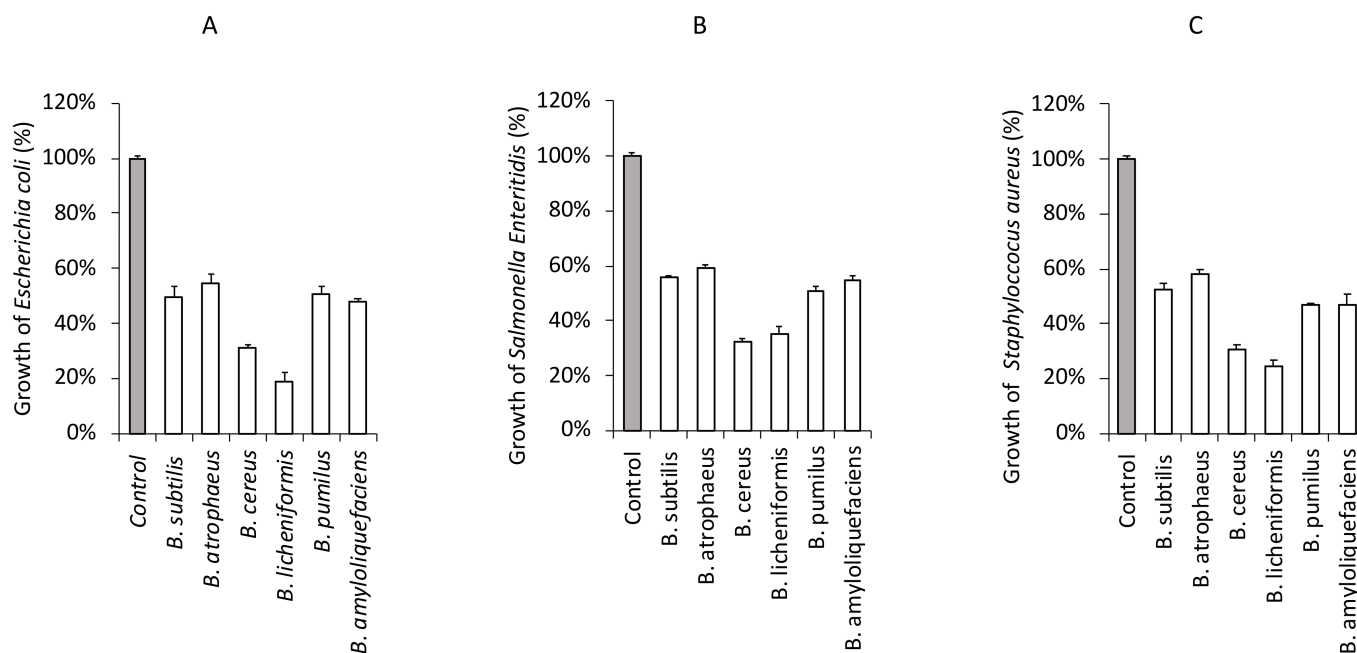 A
Growth of Escherichia coli (%)
120%
100%
80%
60%
40%
20%
0%
Control
B. subtilis
B. atrophaeus
B. cereus
B. licheniformis
B. pumilus
B. amyloliquefaciens
B
Growth of Salmonella Enteritidis (%)
120%
100%
80%
60%
40%
20%
0%
Control
B. subtilis
B. atrophaeus
B. cereus
B. licheniformis
B. pumilus
B. amyloliquefaciens
C
Growth of Staphyloccocus aureus (%)
120%
100%
80%
60%
40%
20%
0%
Control
B. subtilis
B. atrophaeus
B. cereus
B. licheniformis
B. pumilus
B. amyloliquefaciens